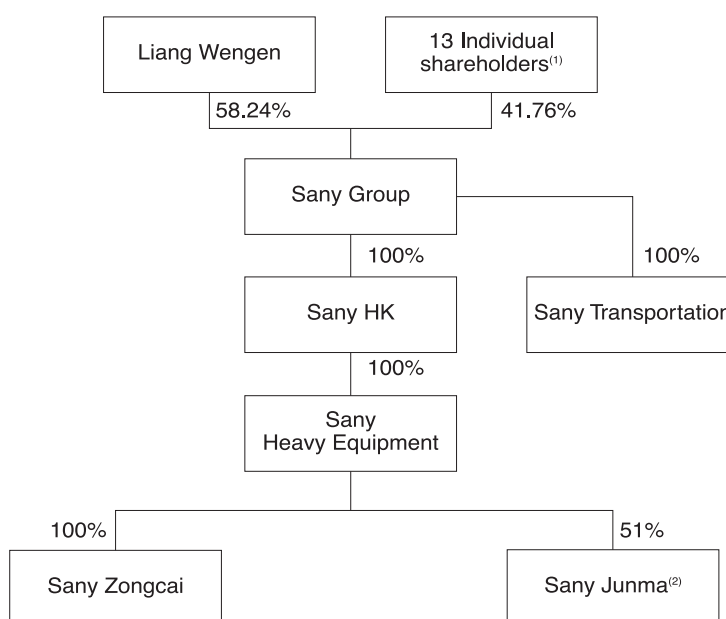 Liang Wengen
13 Individual
shareholders(1)
58.24%
41.76%
Sany Group
100%
100%
Sany HK
Sany Transportation
100%
Sany
Heavy Equipment
100%
51%
Sany Zongcai
Sany Junma(2)